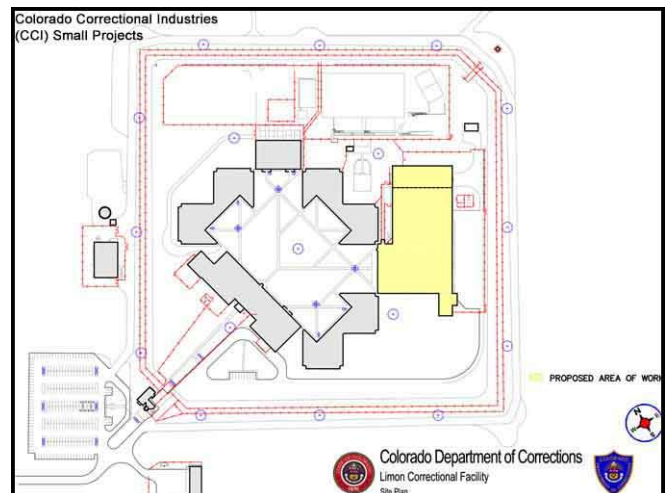 Colorado Correctional Industries
(CCI) Small Projects
PROPOSED AREA OF WORK
N
Colorado Department of Corrections
Limon Correctional Facility
Site Plan